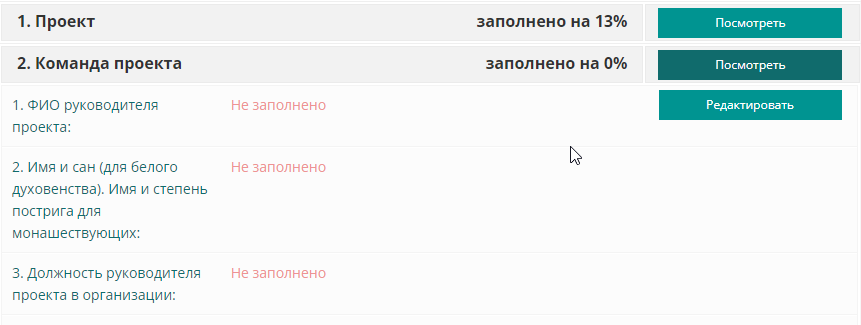 1. Проект заполнено на 13% Посмотреть
2. Команда проекта заполнено на 0% Посмотреть
1. ФИО руководителя Не заполнено Редактировать
проекта:
2. Имя и сан (для белого Не заполнено
духовенства). Имя и степень
пострига для
монашествующих:
3. Должность руководителя Не заполнено
проекта в организации: